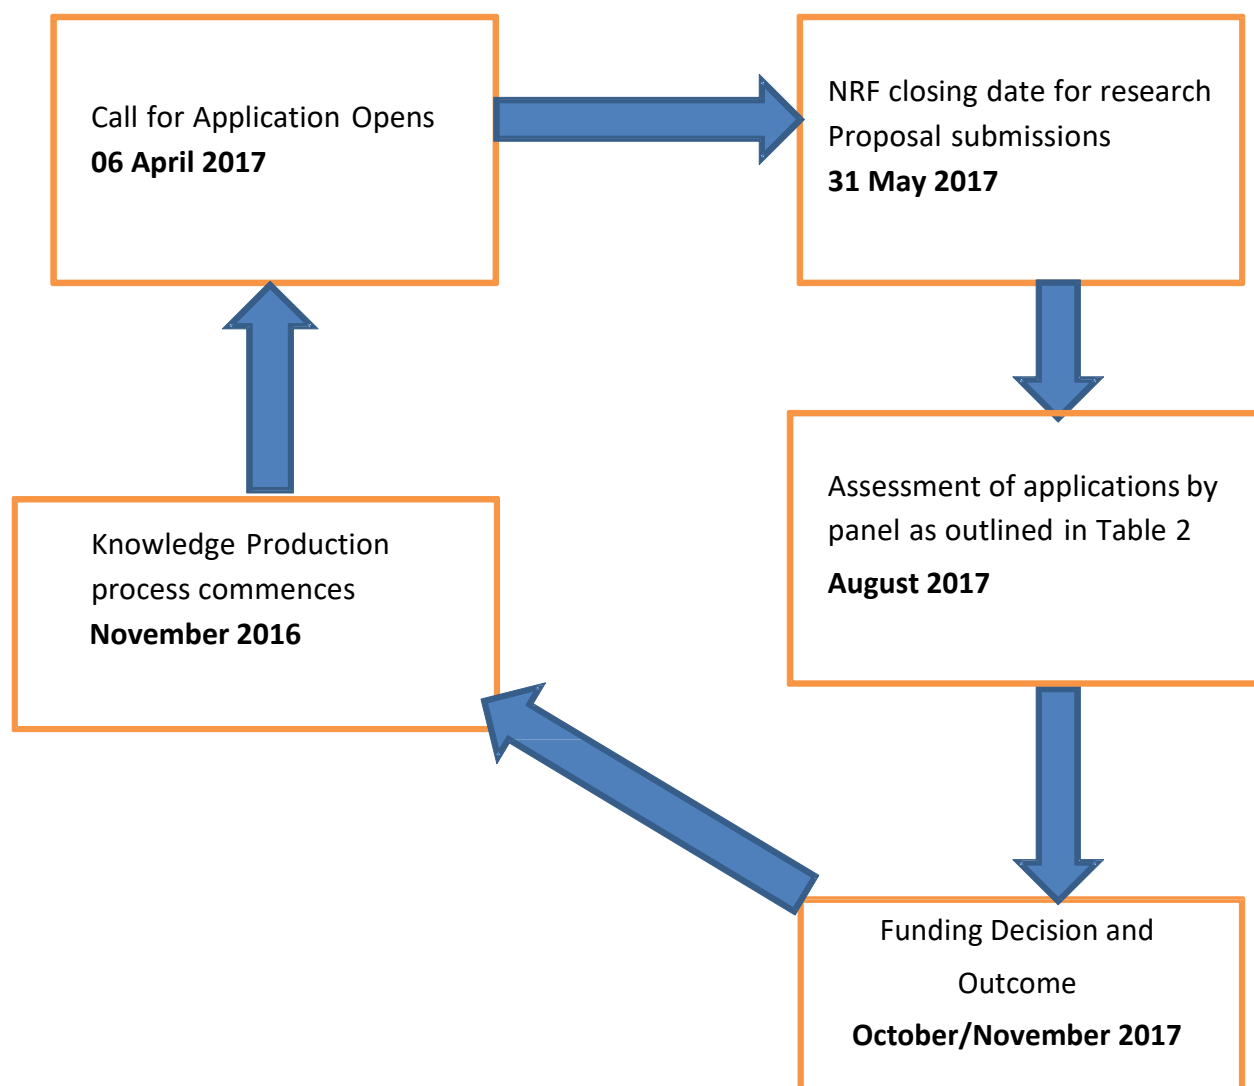 Call for Application Opens
06 April 2017
NRF closing date for research
Proposal submissions
31 May 2017
Assessment of applications by
panel as outlined in Table 2
August 2017
Funding Decision and
Outcome
October/November 2017
Knowledge Production
process commences
November 2016